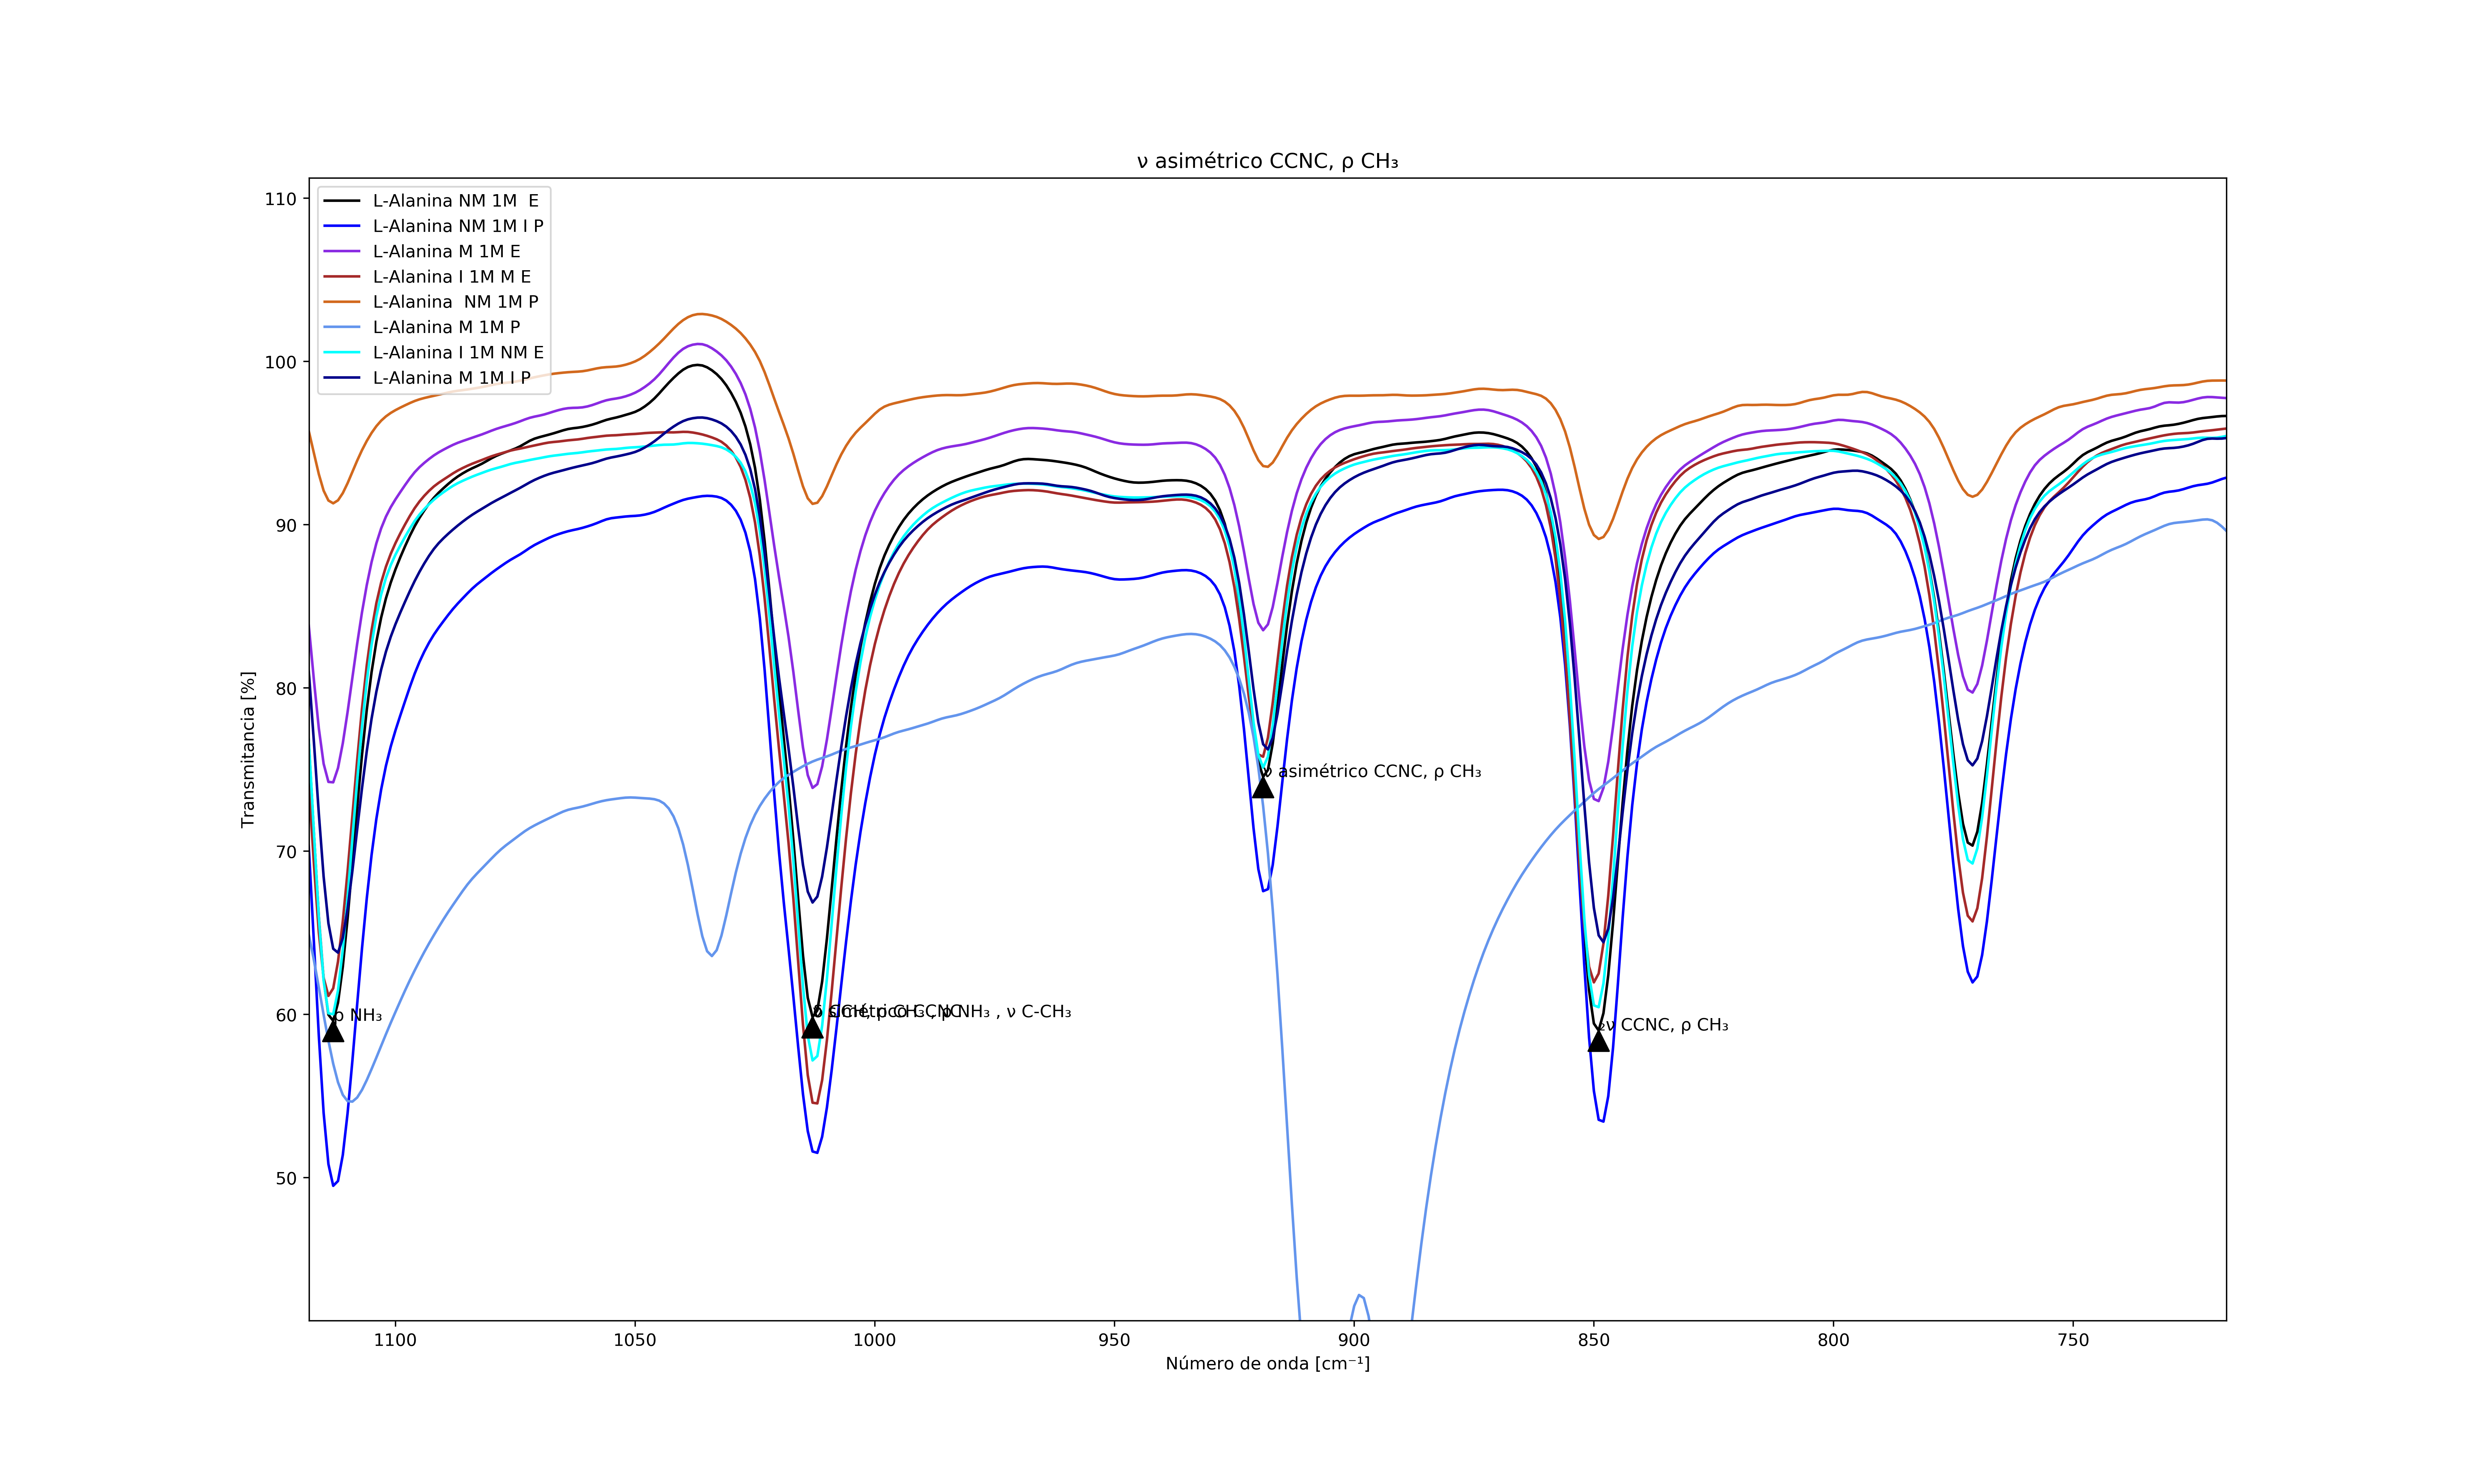 ν asimétrico CCNC, ρ CH₃
110
100
90
80
70
60
50
Transmitancia [%]
L-Alanina NM 1M  E
L-Alanina NM 1M I P
L-Alanina M 1M E
L-Alanina I 1M M E
L-Alanina  NM 1M P
L-Alanina M 1M P
L-Alanina I 1M NM E
L-Alanina M 1M I P
ν asimétrico CCNC, ρ CH₃
ρ NH₃
ρ NH₃ , ν C-CH₃
ν CCNC, ρ CH₃
1100
1050
1000
950
900
850
800
750
Número de onda [cm⁻¹]